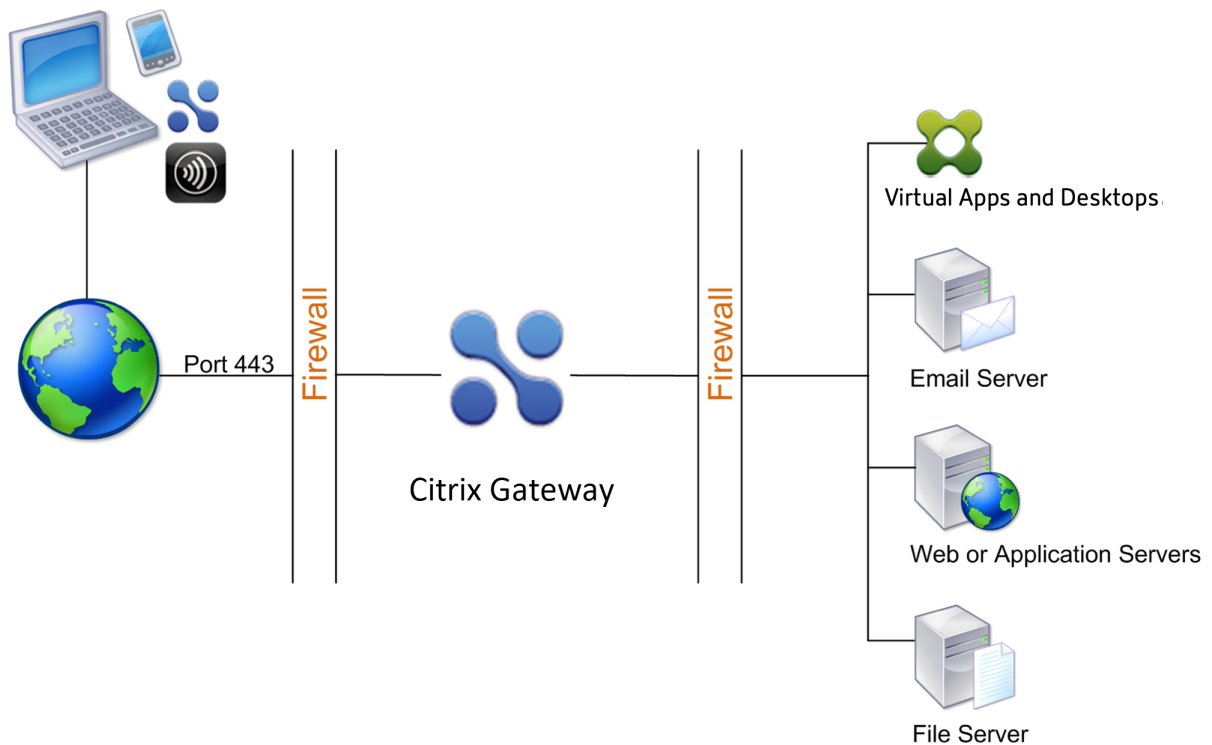 Port 443
Firewall
Citrix Gateway
Firewall
Virtual Apps and Desktops
Email Server
Web or Application Servers
File Server